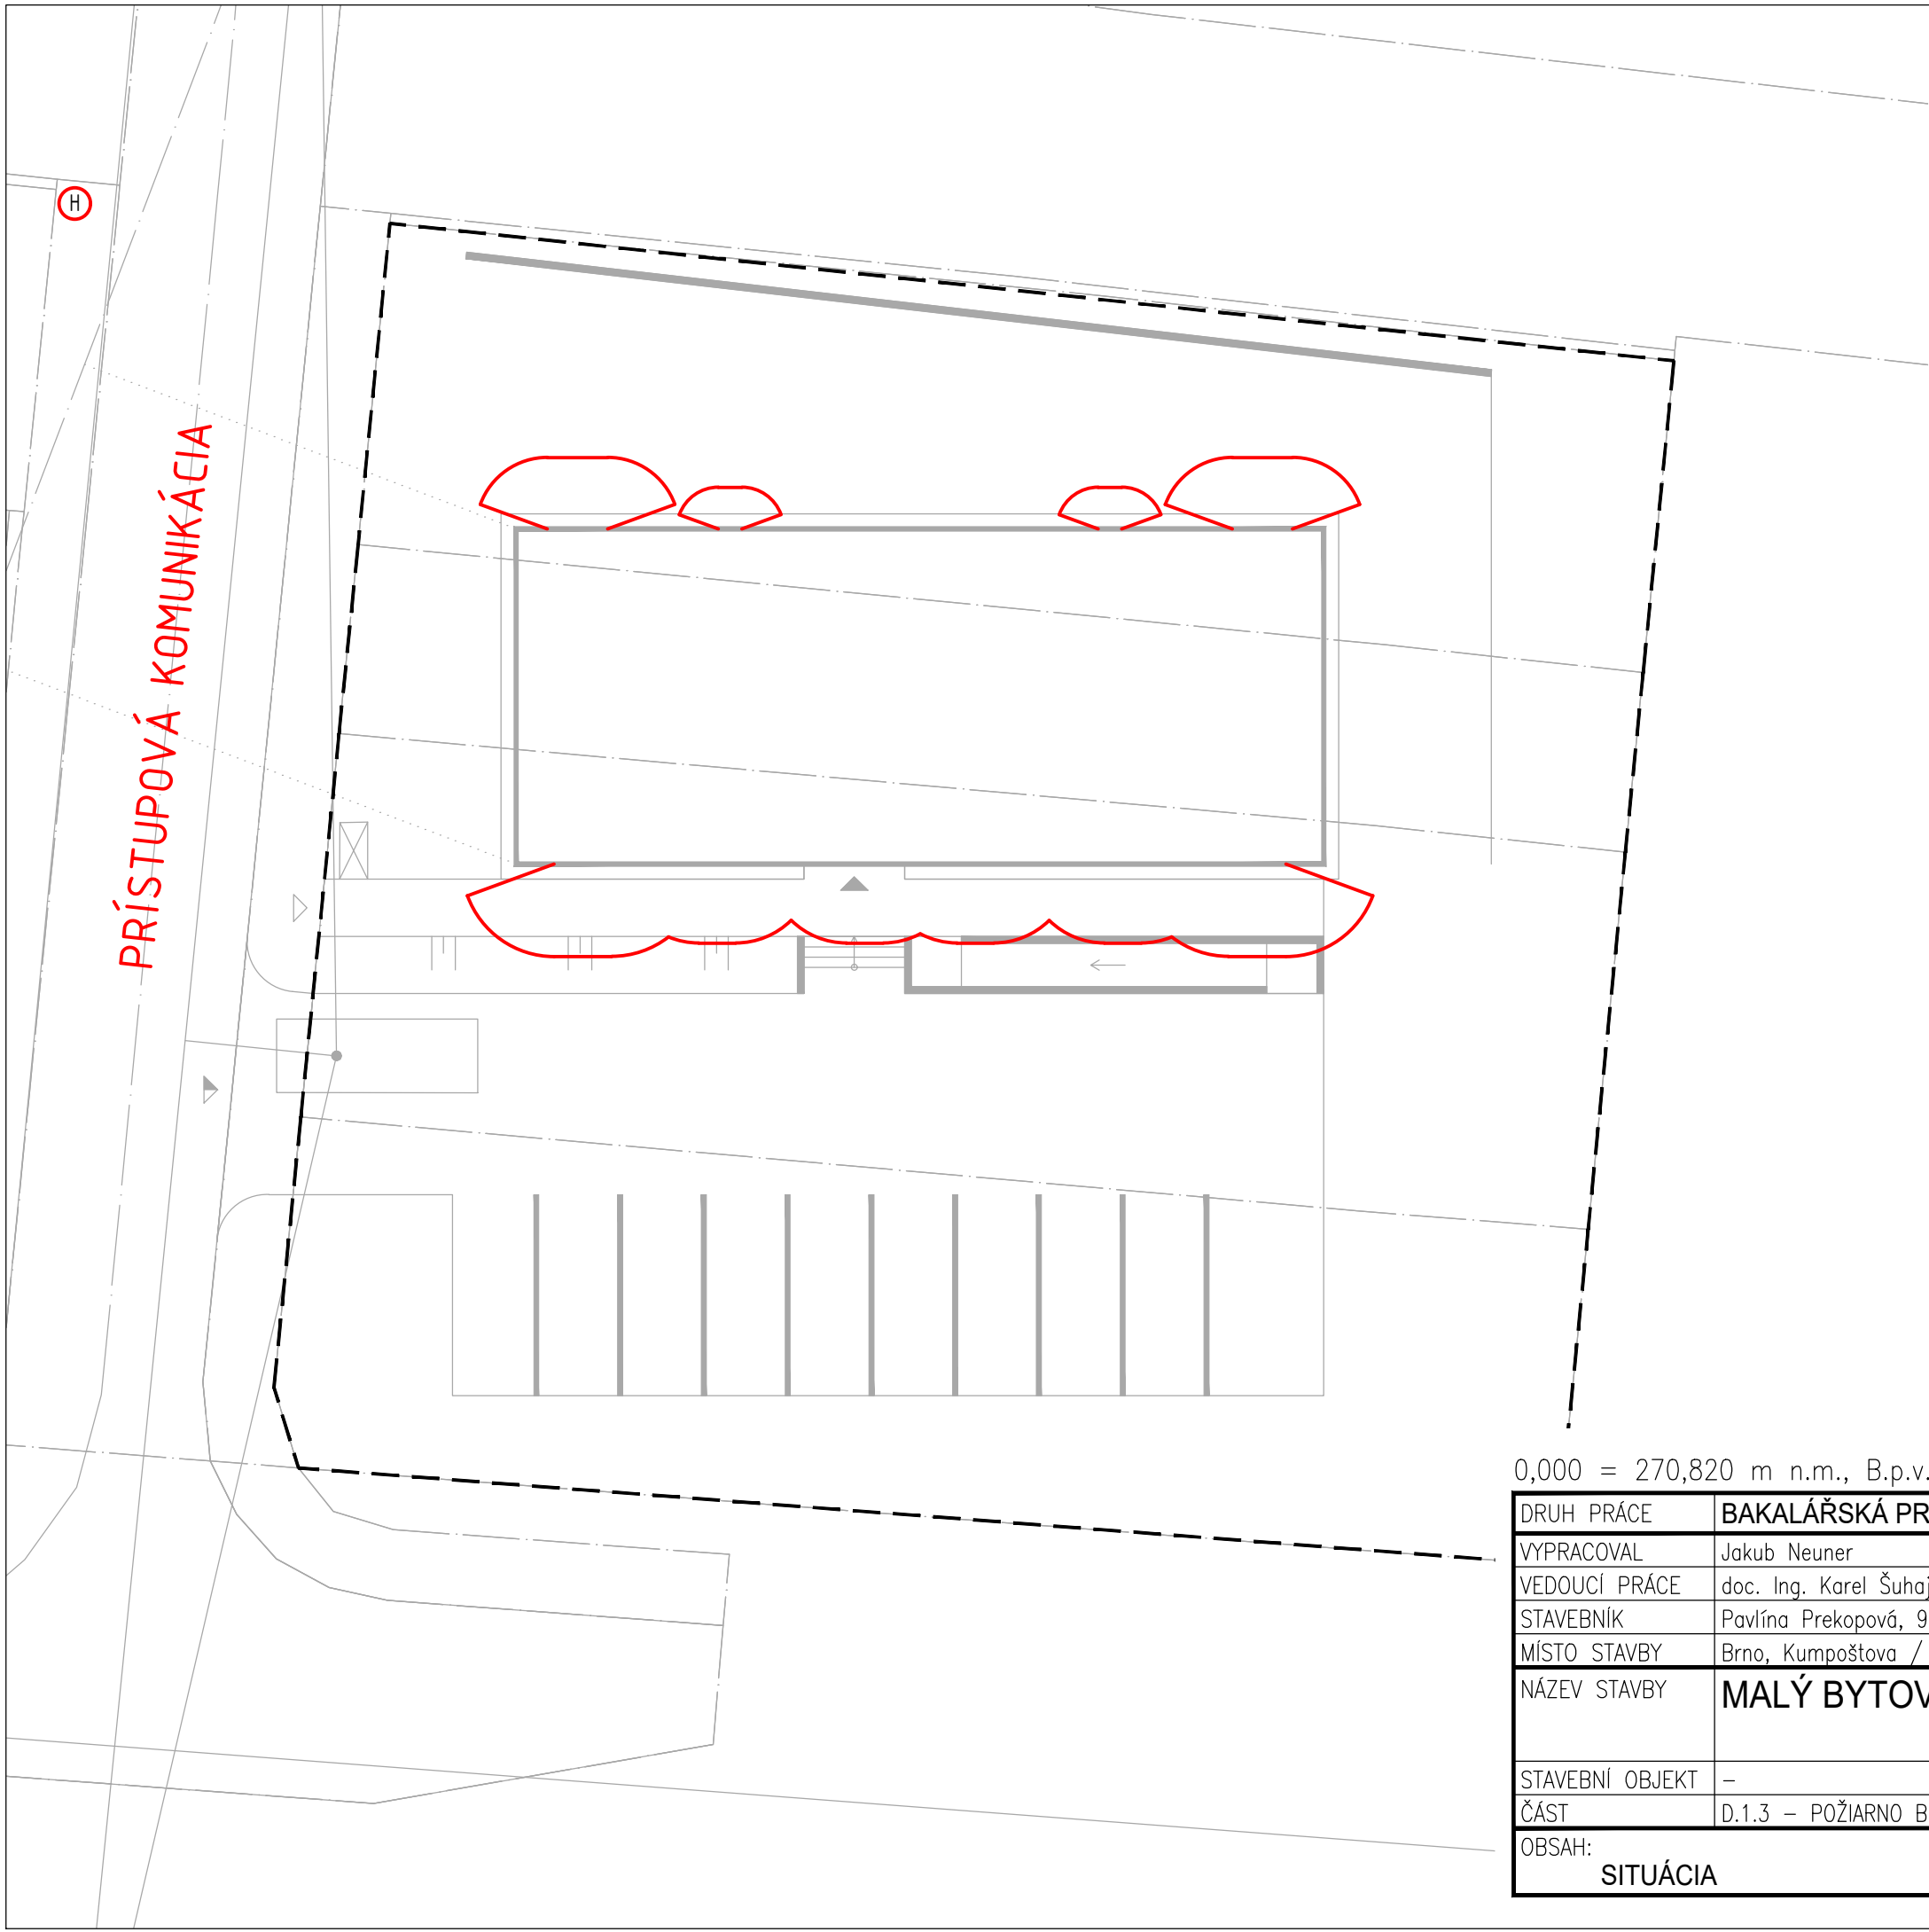 H
PRÍSTUPOVÁ KOMUNIKÁCIA
0,000 = 270,820 m n.m., B.p.v.
DRUH PRÁCE BAKALÁŘSKÁ PR
VYPRACOVAL Jakub Neuner
VEDOUCÍ PRÁCE doc. Ing. Karel Šuhaj
STAVEBNÍK Pavlína Prekopová, 9
MÍSTO STAVBY Brno, Kumpoštova /
NÁZEV STAVBY MALÝ BYTOV
STAVEBNÍ OBJEKT –
ČÁST D.1.3 – POŽIARNO B
OBSAH:
SITUÁCIA